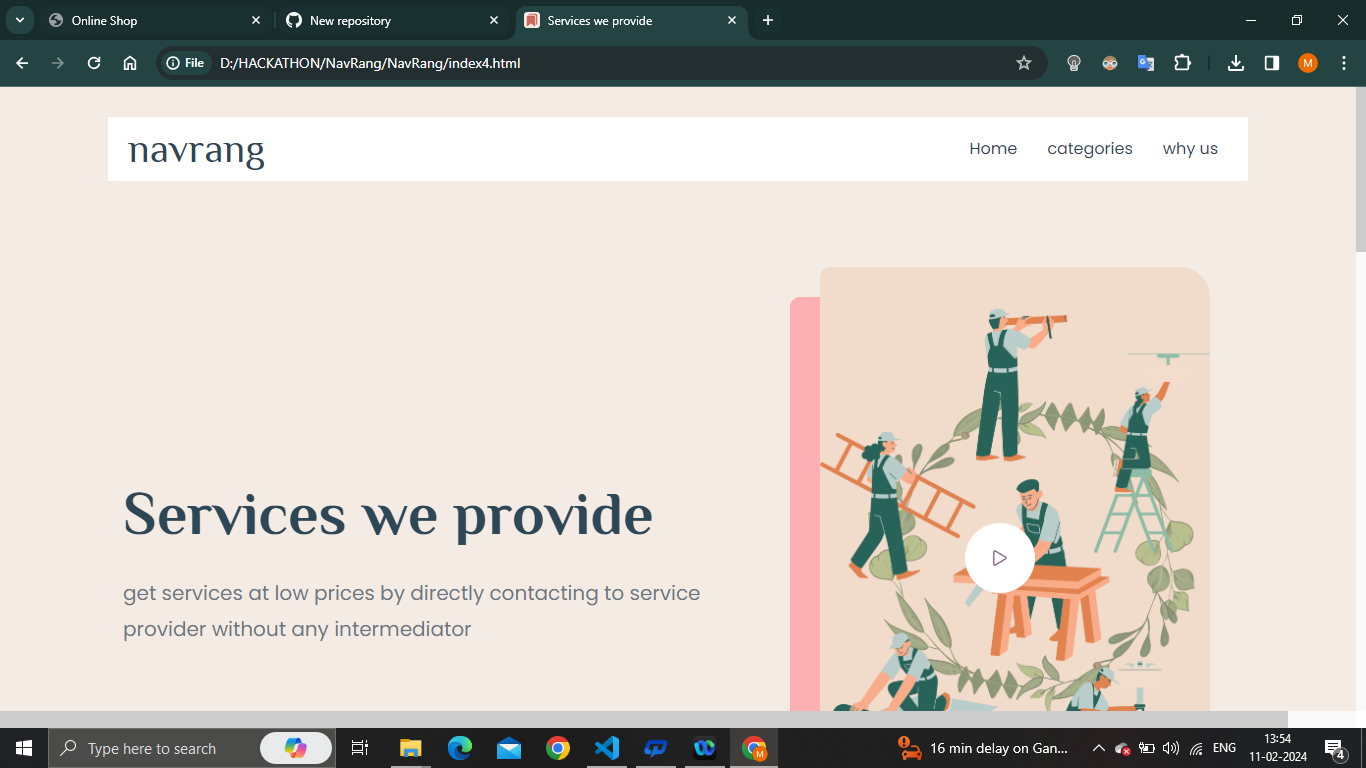 Online Shop
New repository
Services we provide
File
D:/HACKATHON/NavRang/NavRang/index4.html
M
navrang
Home
categories
why us
Services we provide
get services at low prices by directly contacting to service
provider without any intermediator
Type here to search
M
16 min delay on Gan...
ENG
13:54
11-02-2024
4